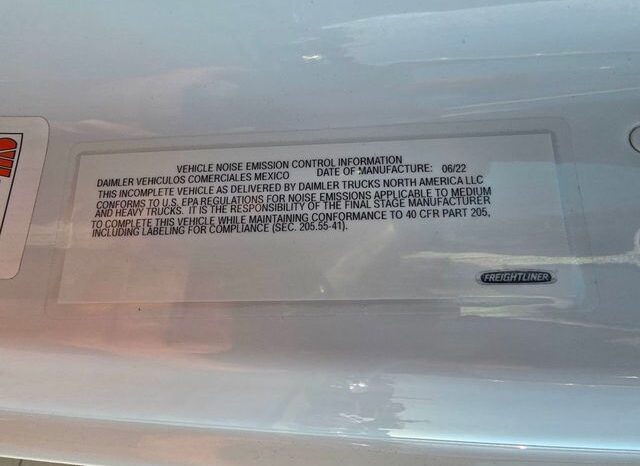 VEHICLE NOISE EMISSION CONTROL INFORMATION
DAIMLER VEHICULOS COMERCIALES MEXICO DATE OF MANUFACTURE: 06/22
THIS INCOMPLETE VEHICLE AS DELIVERED BY DAIMLER TRUCKS NORTH AMERICA LLC
CONFORMS TO U.S. EPA REGULATIONS FOR NOISE EMISSIONS APPLICABLE TO MEDIUM
AND HEAVY TRUCKS. IT IS THE RESPONSIBILITY OF THE FINAL STAGE MANUFACTURER
TO COMPLETE THIS VEHICLE WHILE MAINTAINING CONFORMANCE TO 40 CFR PART 205,
INCLUDING LABELING FOR COMPLIANCE (SEC. 205.55-41).
FREIGHTLINER